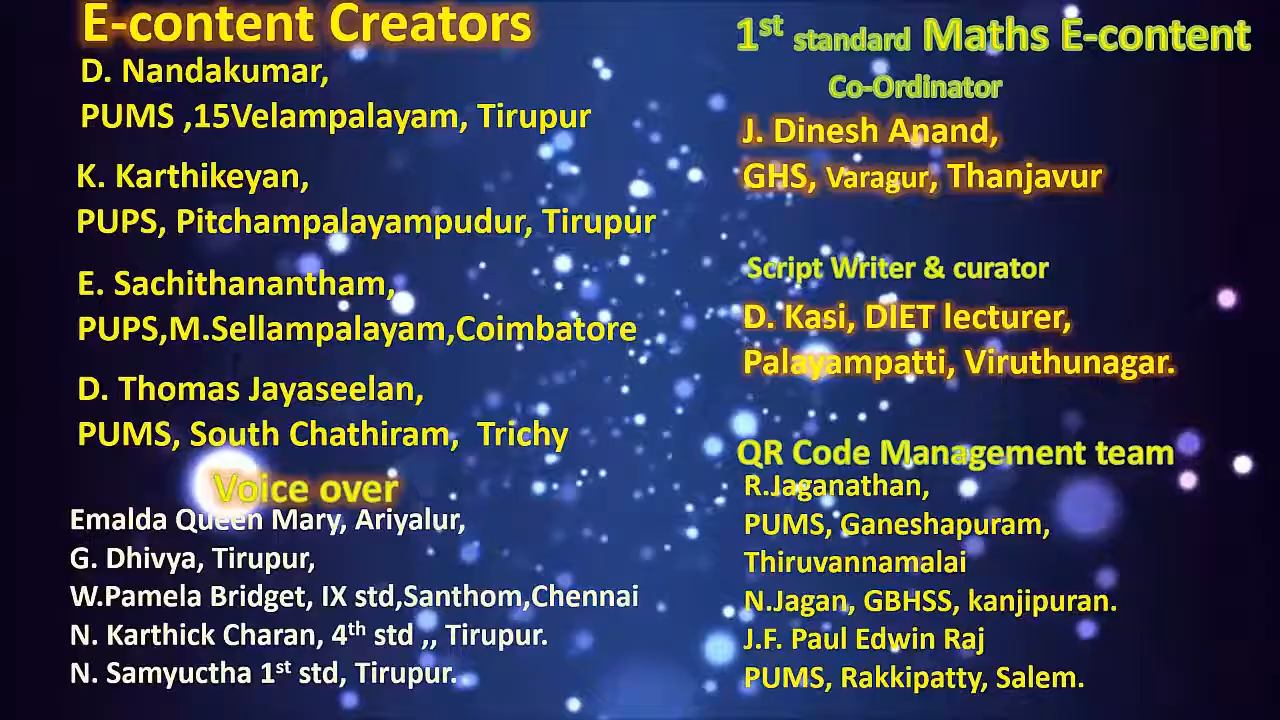 E-content Creators
D. Nandakumar,
PUMS ,15Velampalayam, Tirupur
K. Karthikeyan,
PUPS, Pitchampalayampudur, Tirupur
E. Sachithanantham,
PUPS,M.Sellampalayam,Coimbatore
D. Thomas Jayaseelan,
PUMS, South Chathiram, Trichy
Voice over
Emalda Queen Mary, Ariyalur,
G. Dhivya, Tirupur,
W.Pamela Bridget, IX std,Santhom,Chennai
N. Karthick Charan, 4th std ,, Tirupur.
N. Samyuctha 1st std, Tirupur.
1st standard Maths E-content
Co-Ordinator
J. Dinesh Anand,
GHS, Varagur, Thanjavur
Script Writer & curator
D. Kasi, DIET lecturer,
Palayampatti, Viruthunagar.
QR Code Management team
R.Jaganathan,
PUMS, Ganeshapuram,
Thiruvannamalai
N.Jagan, GBHSS, kanjipuran.
J.F. Paul Edwin Raj
PUMS, Rakkipatty, Salem.